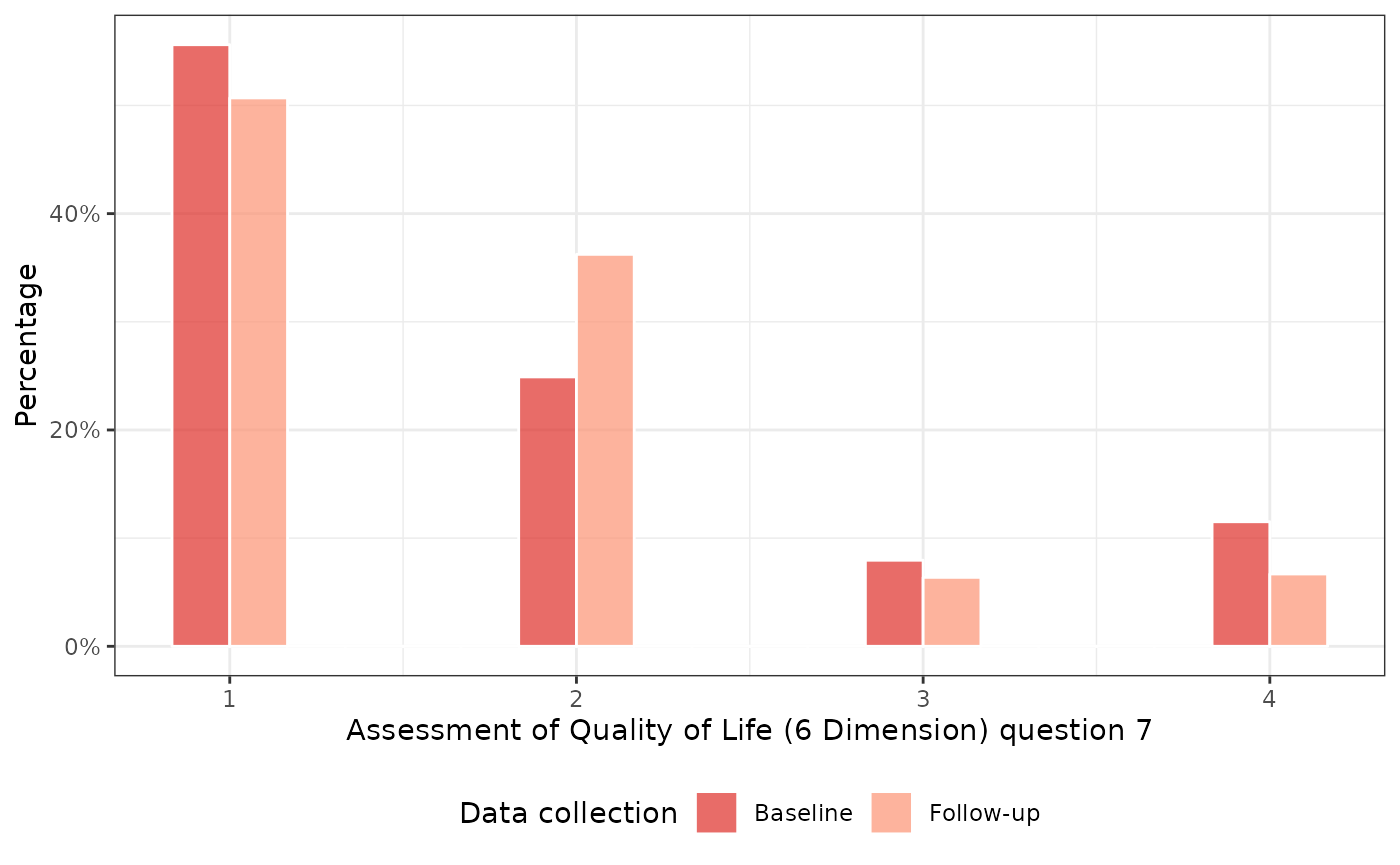 Percentage
40%
20%
0%
1 2 3 4
Assessment of Quality of Life (6 Dimension) question 7
Data collection Baseline Follow-up